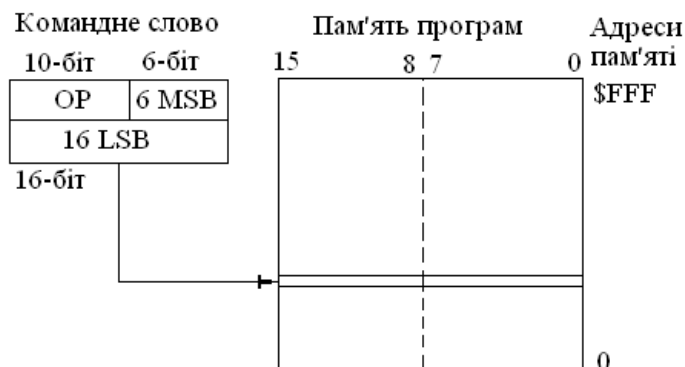 Командне слово
10-біт 6-біт
OP 6 MSB
16 LSB
16-біт
Пам'ять програм
15 8 7 0
Адреси
пам'яті
$FFF
0